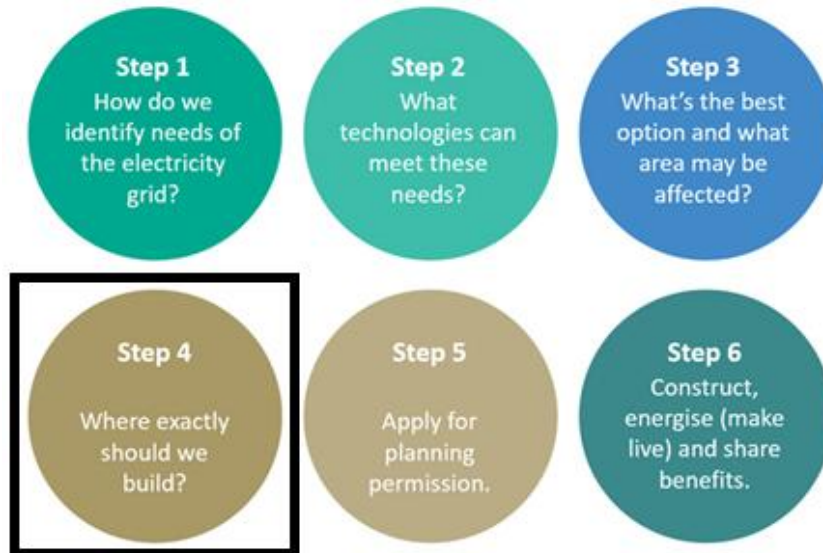 Step 1
How do we
identify needs of
the electricity
grid?
Step 2
What
technologies can
meet these
needs?
Step 3
What's the best
option and what
area may be
affected?
Step 4
Where exactly
should we
build?
Step 5
Apply for
planning
permission.
Step 6
Construct,
energise (make
live) and share
benefits.